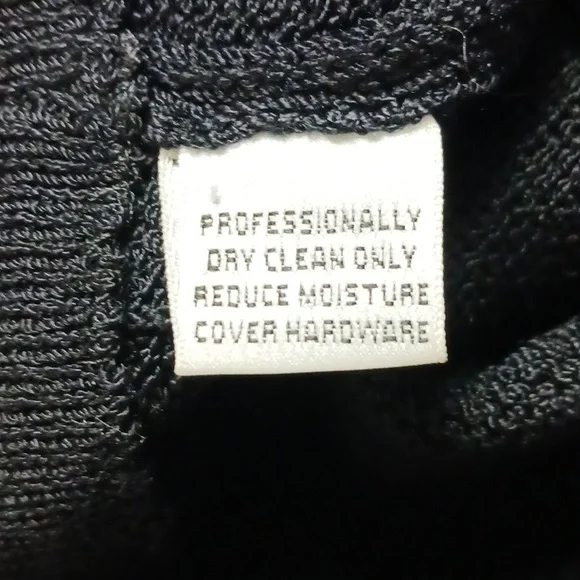 PROFESSIONALLY
DRY CLEAN ONLY
REDUCE MOISTURE
COVER HARDWARE